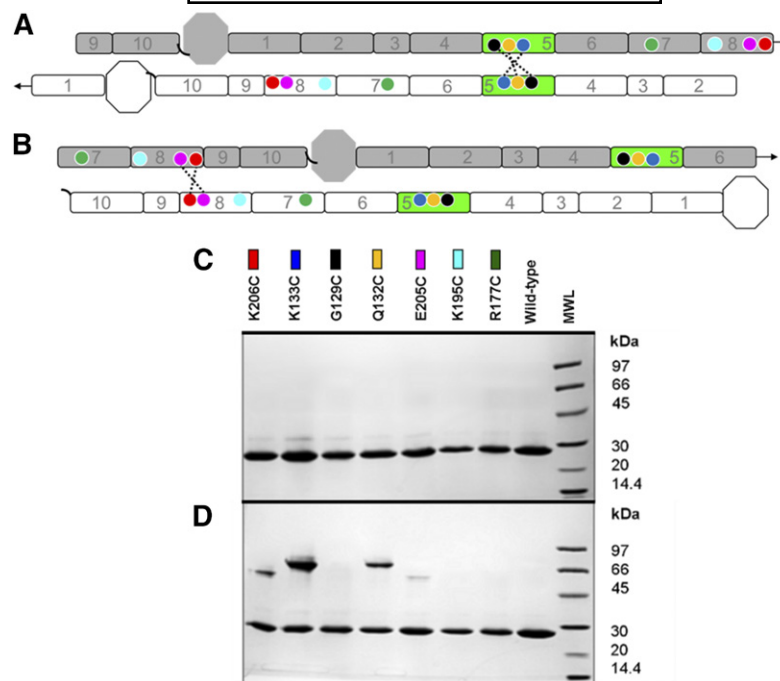 A
9 10 1 2 3 4 5 6 7 8
1 10 9 8 7 6 5 4 3 2
B
7 8 9 10 1 2 3 4 5 6
10 9 8 7 6 5 4 3 2 1
C
K206C K133C G129C Q132C E205C K195C R177C Wild-type MWL
kDa
97
66
45
30
20
14.4
D
kDa
97
66
45
30
20
14.4